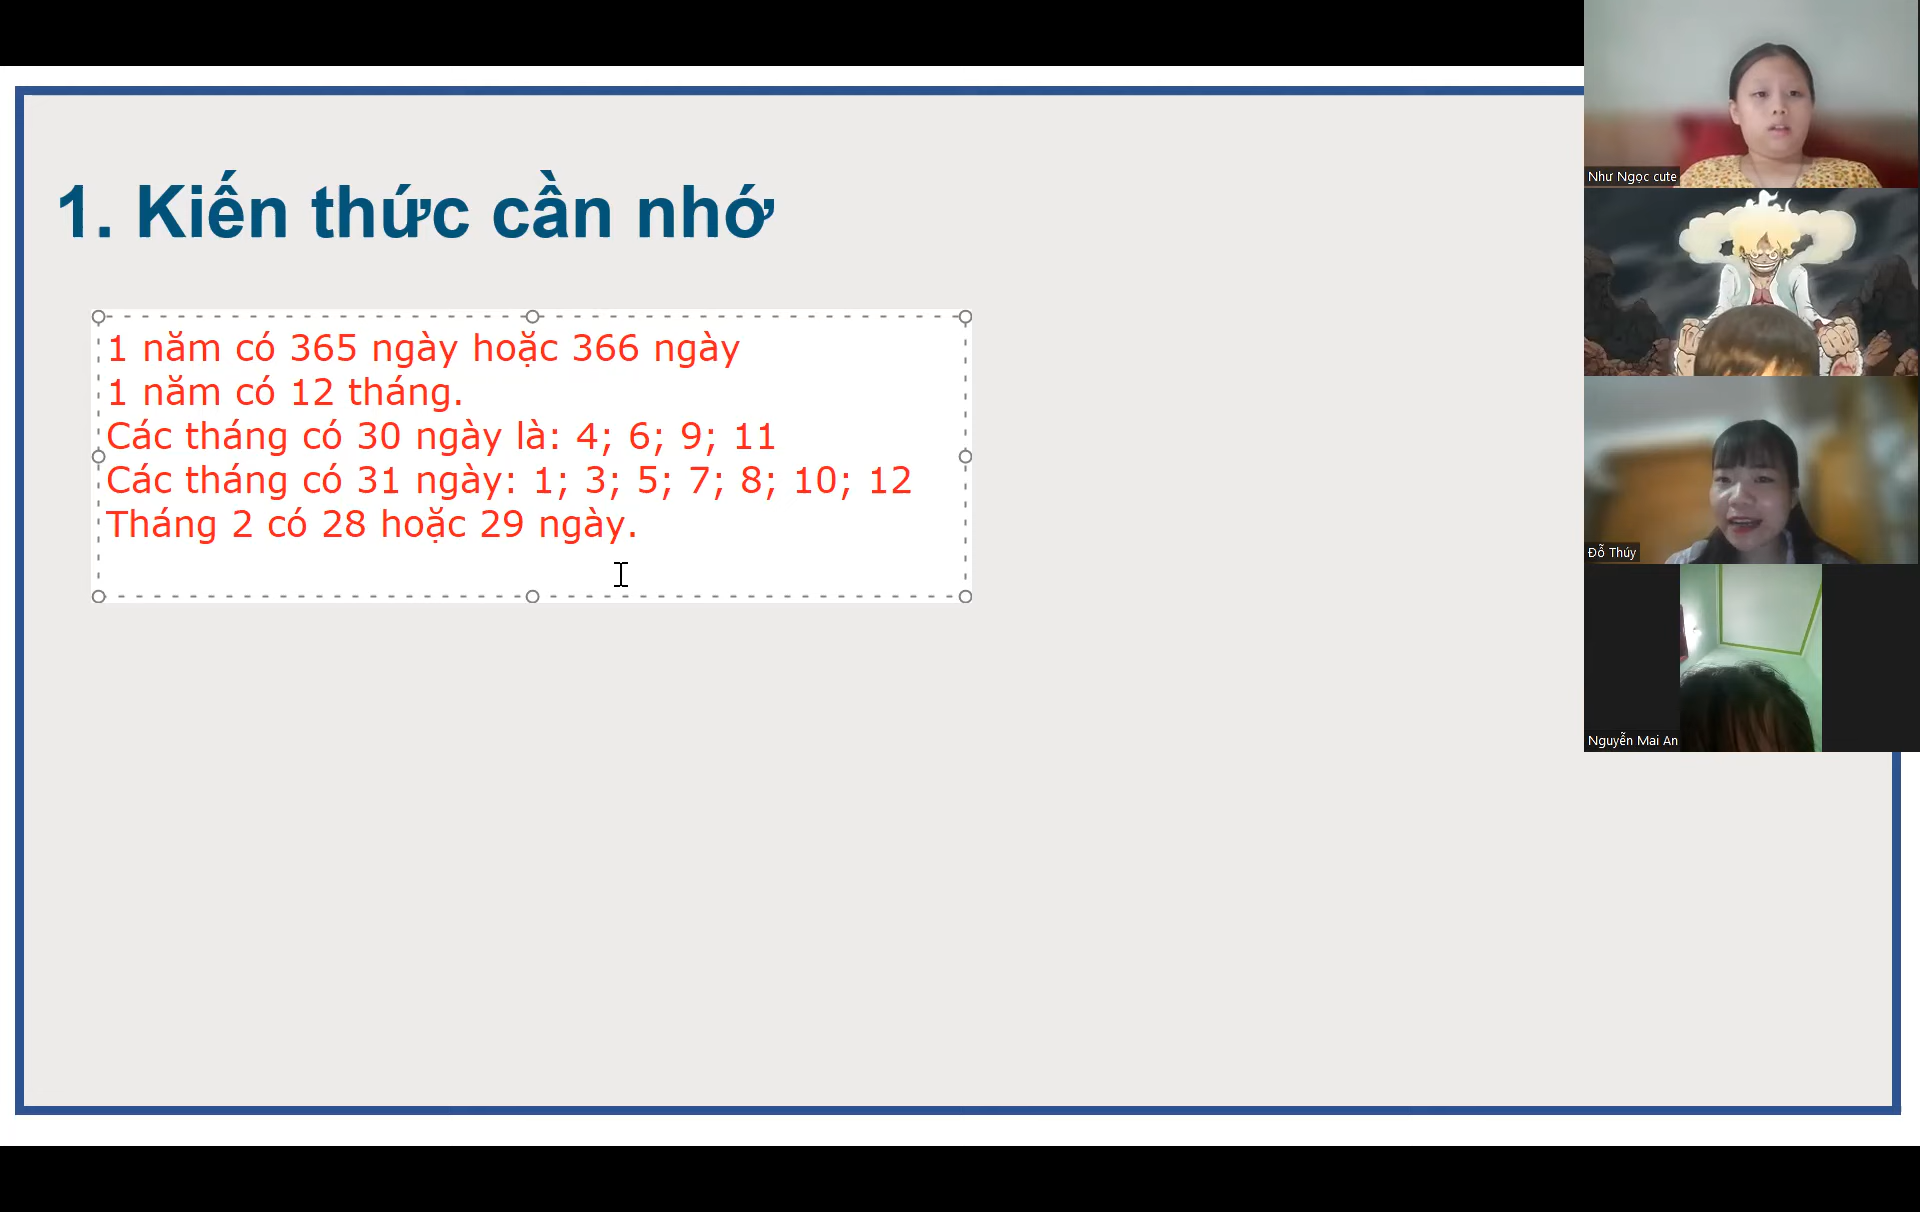 1. Kiến thức cần nhớ
1 năm có 365 ngày hoặc 366 ngày
1 năm có 12 tháng.
Các tháng có 30 ngày là: 4; 6; 9; 11
Các tháng có 31 ngày: 1; 3; 5; 7; 8; 10; 12
Tháng 2 có 28 hoặc 29 ngày.
Như Ngọc cute
Đỗ Thúy
Nguyễn Mai An